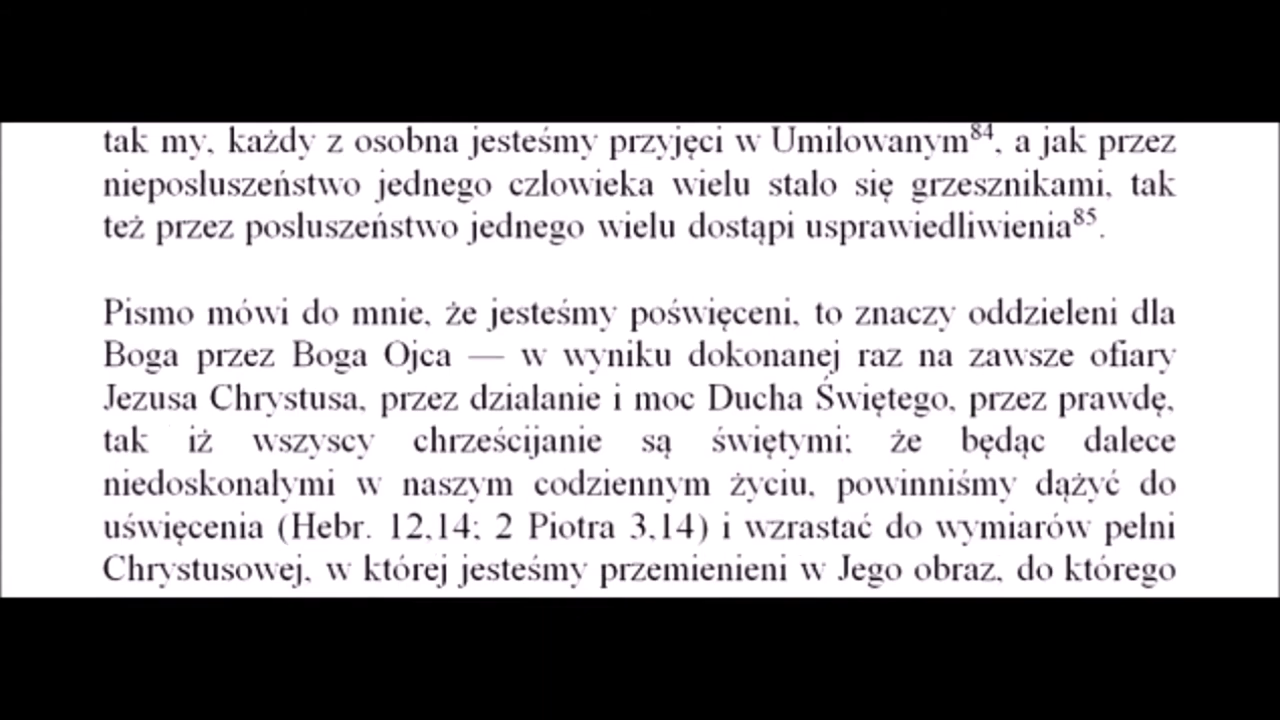 tak my, każdy z osobna jesteśmy przyjęci w Umiłowanym84, a jak przez
nieposłuszeństwo jednego człowieka wielu stało się grzesznikami, tak
też przez posłuszeństwo jednego wielu dostąpi usprawiedliwienia85.
Pismo mówi do mnie, że jesteśmy poświęceni, to znaczy oddzieleni dla
Boga przez Boga Ojca — w wyniku dokonanej raz na zawsze ofiary
Jezusa Chrystusa, przez działanie i moc Ducha Świętego, przez prawdę,
tak iż wszyscy chrześcijanie są świętymi; że będąc dalece
niedoskonałymi w naszym codziennym życiu, powinniśmy dążyć do
uświęcenia (Hebr. 12,14; 2 Piotra 3,14) i wzrastać do wymiarów pełni
Chrystusowej, w której jesteśmy przemienieni w Jego obraz, do którego